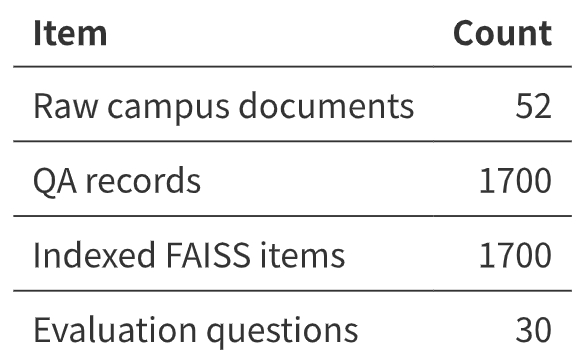 Item Count
Raw campus documents 52
QA records 1700
Indexed FAISS items 1700
Evaluation questions 30